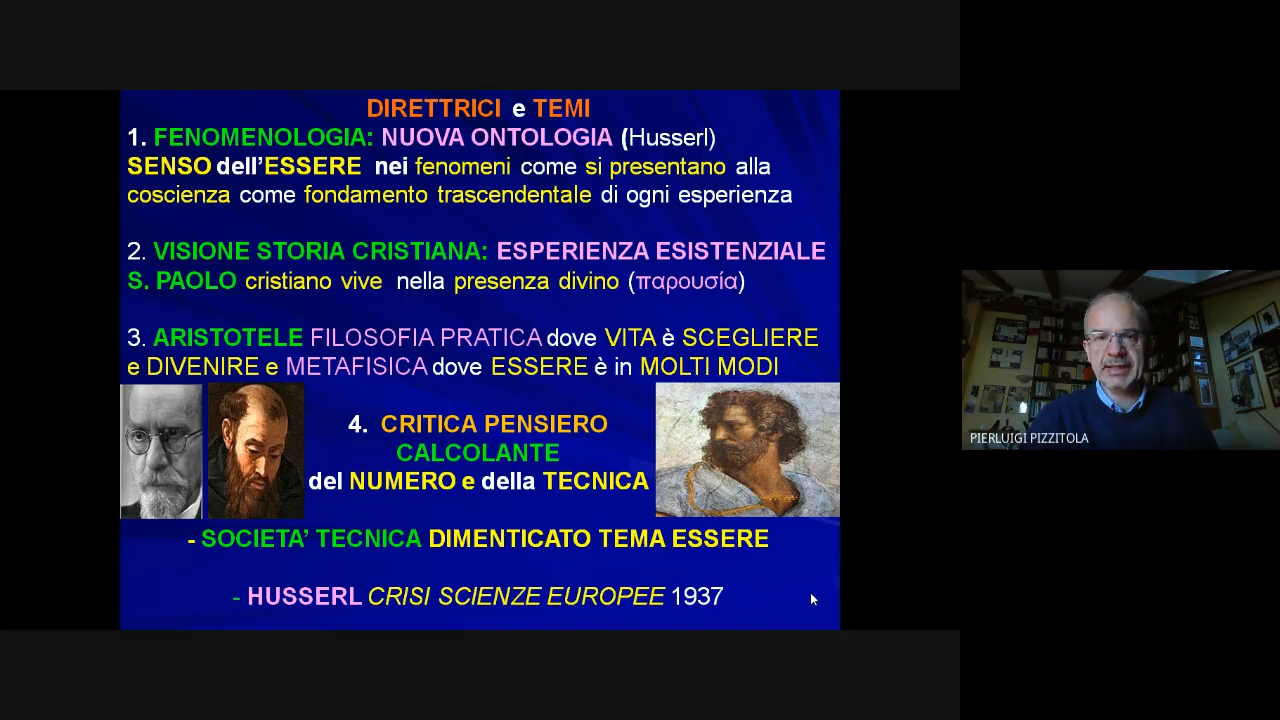 DIRETTRICI e TEMI
1. FENOMENOLOGIA: NUOVA ONTOLOGIA (Husserl)
SENSO dell'ESSERE nei fenomeni come si presentano alla
coscienza come fondamento trascendentale di ogni esperienza
2. VISIONE STORIA CRISTIANA: ESPERIENZA ESISTENZIALE
S. PAOLO cristiano vive nella presenza divino (παρουσία)
3. ARISTOTELE FILOSOFIA PRATICA dove VITA è SCEGLIERE
e DIVENIRE e METAFISICA dove ESSERE è in MOLTI MODI
4. CRITICA PENSIERO
CALCOLANTE
del NUMERO e della TECNICA
- SOCIETA' TECNICA DIMENTICATO TEMA ESSERE
- HUSSERL CRISI SCIENZE EUROPEE 1937
PIERLUIGI PIZZITOLA